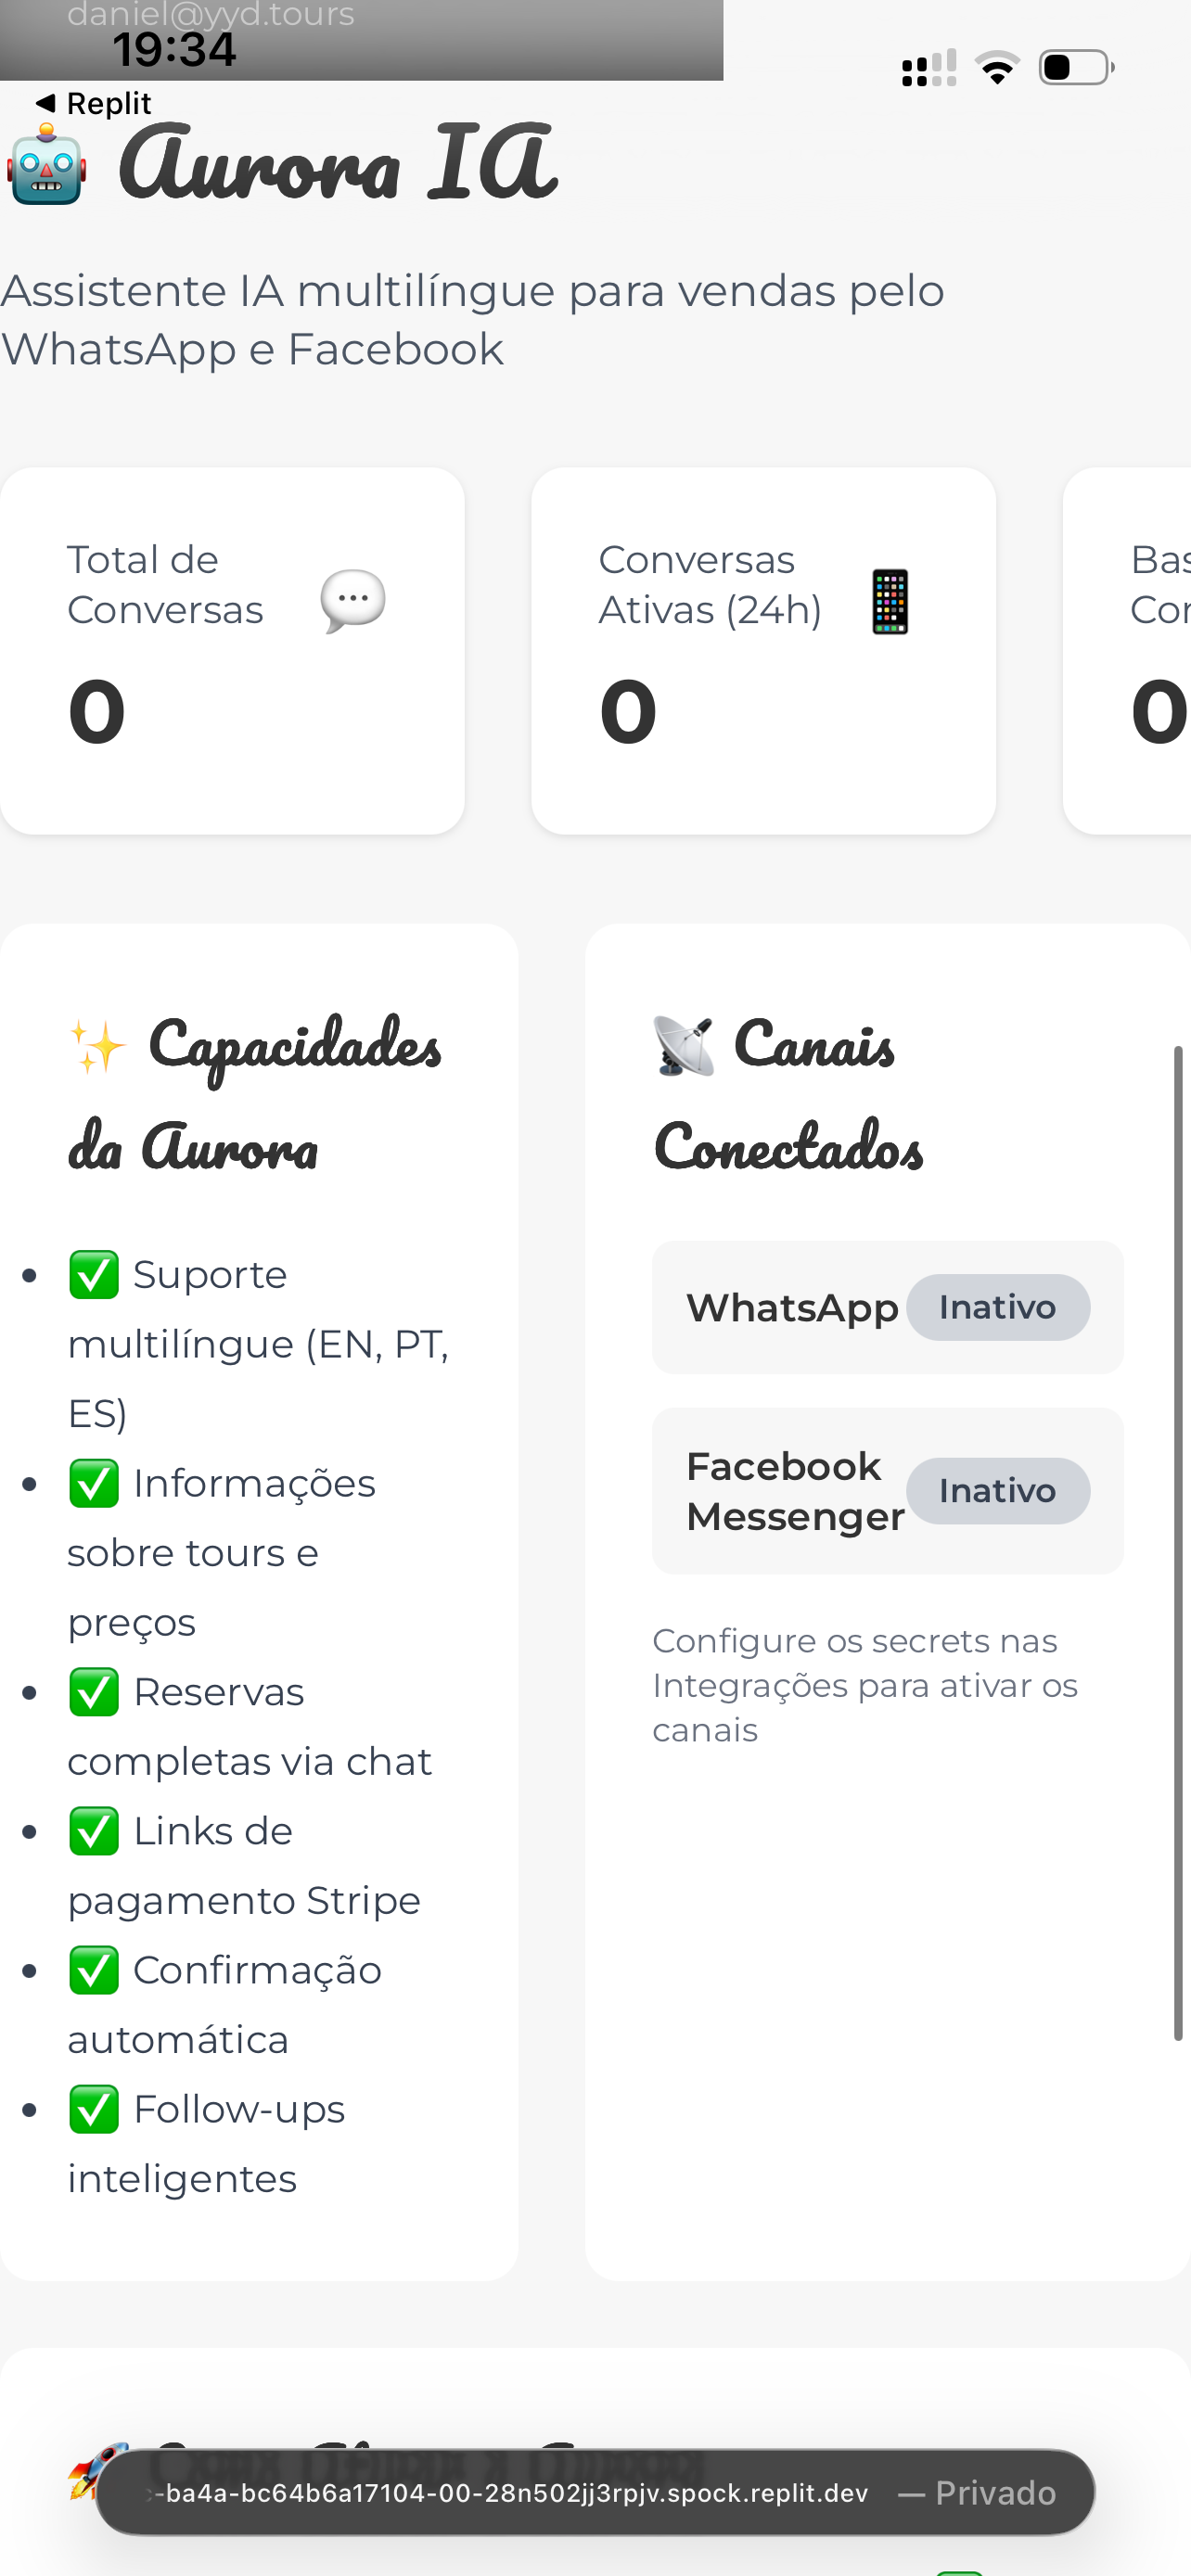 daniel@yyd.tours
19:34
◀ Replit
🤖 Aurora IA
Assistente IA multilíngue para vendas pelo
WhatsApp e Facebook
Total de
Conversas
0
Conversas
Ativas (24h)
0
0
✨ Capacidades
da Aurora
• ✅ Suporte
multilíngue (EN, PT,
ES)
• ✅ Informações
sobre tours e
preços
• ✅ Reservas
completas via chat
• ✅ Links de
pagamento Stripe
• ✅ Confirmação
automática
• ✅ Follow-ups
inteligentes
📡 Canais
Conectados
WhatsApp Inativo
Facebook
Messenger Inativo
Configure os secrets nas
Integrações para ativar os
canais
-ba4a-bc64b6a17104-00-28n502jj3rpjv.spock.replit.dev — Privado